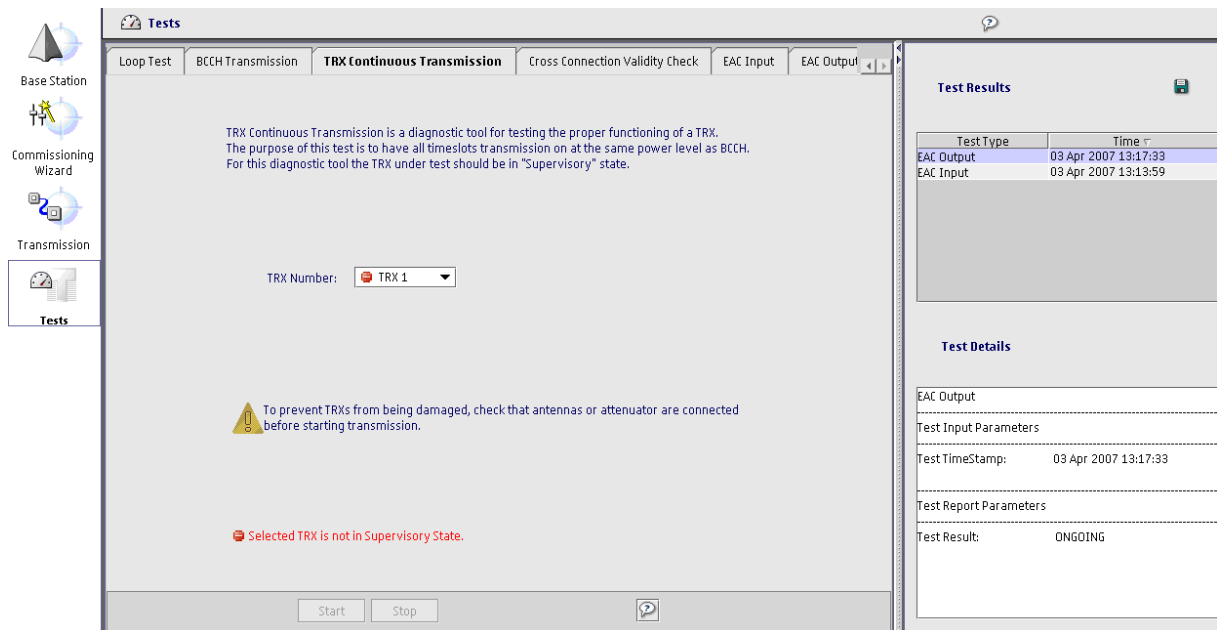 Tests
Base Station
Commissioning
Wizard
Transmission
Tests
Loop Test
BCCH Transmission
TRX Continuous Transmission
Cross Connection Validity Check
EAC Input
EAC Output
TRX Continuous Transmission is a diagnostic tool for testing the proper functioning of a TRX.
The purpose of this test is to have all timeslots transmission on at the same power level as BCCH.
For this diagnostic tool the TRX under test should be in "Supervisory" state.
TRX Number: TRX 1
To prevent TRXs from being damaged, check that antennas or attenuator are connected
before starting transmission.
Selected TRX is not in Supervisory State.
Start
Stop
Test Results
Test Type Time
EAC Output 03 Apr 2007 13:17:33
EAC Input 03 Apr 2007 13:13:59
Test Details
EAC Output
Test Input Parameters
Test TimeStamp: 03 Apr 2007 13:17:33
Test Report Parameters
Test Result: ONGOING